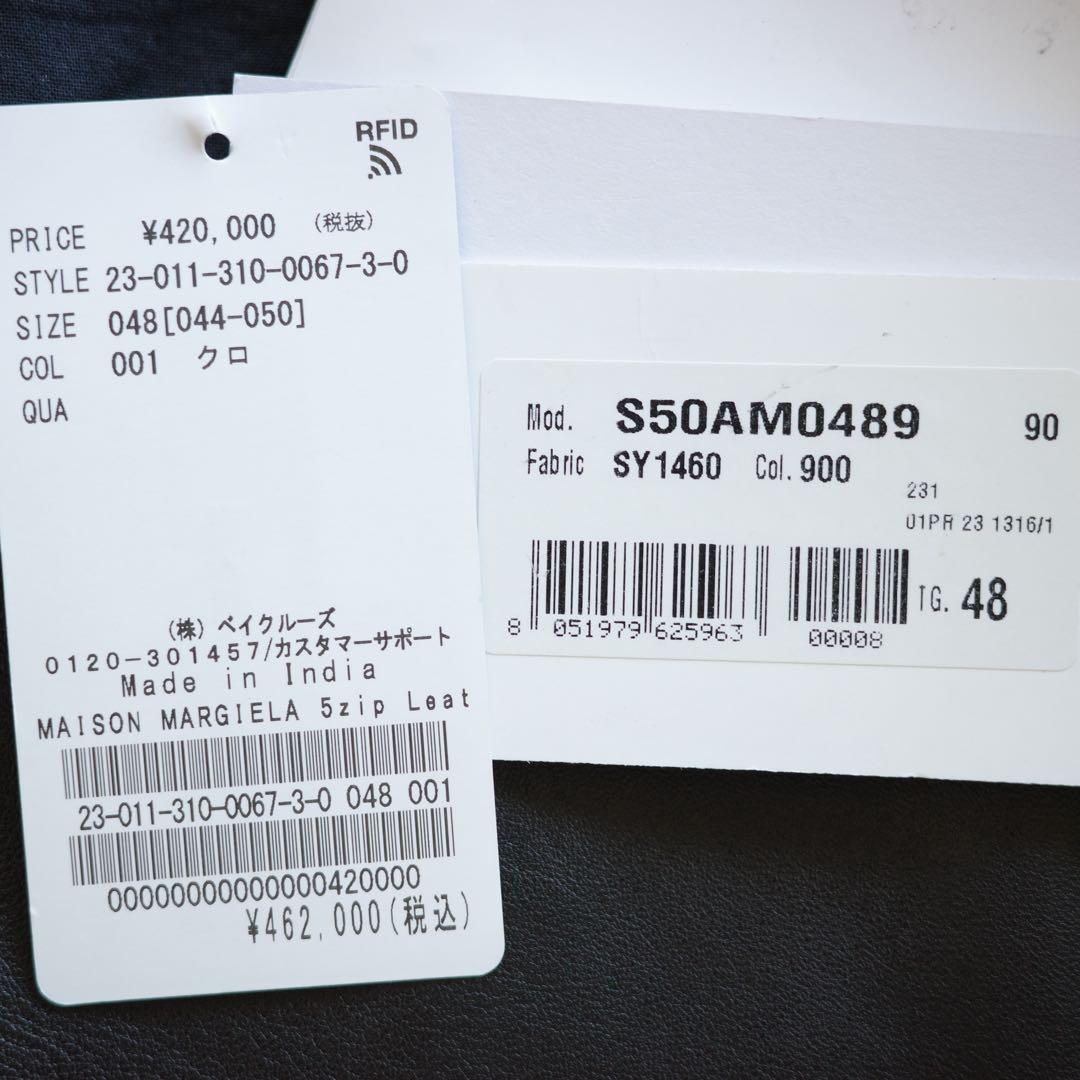 RFID
PRICE ¥420,000 (税抜)
STYLE 23-011-310-0067-3-0
SIZE 048[044-050]
COL 001 クロ
QUA
(株)ベイクルーズ
0120-301457/カスタマーサポート
Made in India
MAISON MARGIELA 5zip Leat
23-011-310-0067-3-0 048 001
00000000000000420000
¥462,000(税込)
Mod. S50AM0489 90
Fabric SY1460 Col. 900
231
01PR 23 1316/1
TG. 48
8 051979 625963 00008